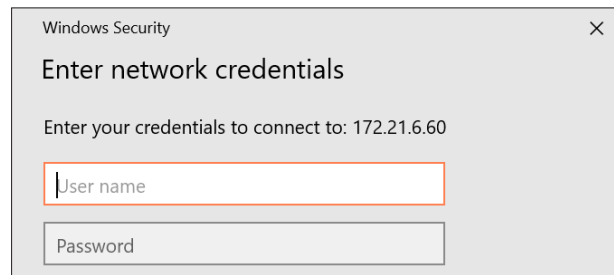 Windows Security
Enter network credentials
Enter your credentials to connect to: 172.21.6.60
User name
Password